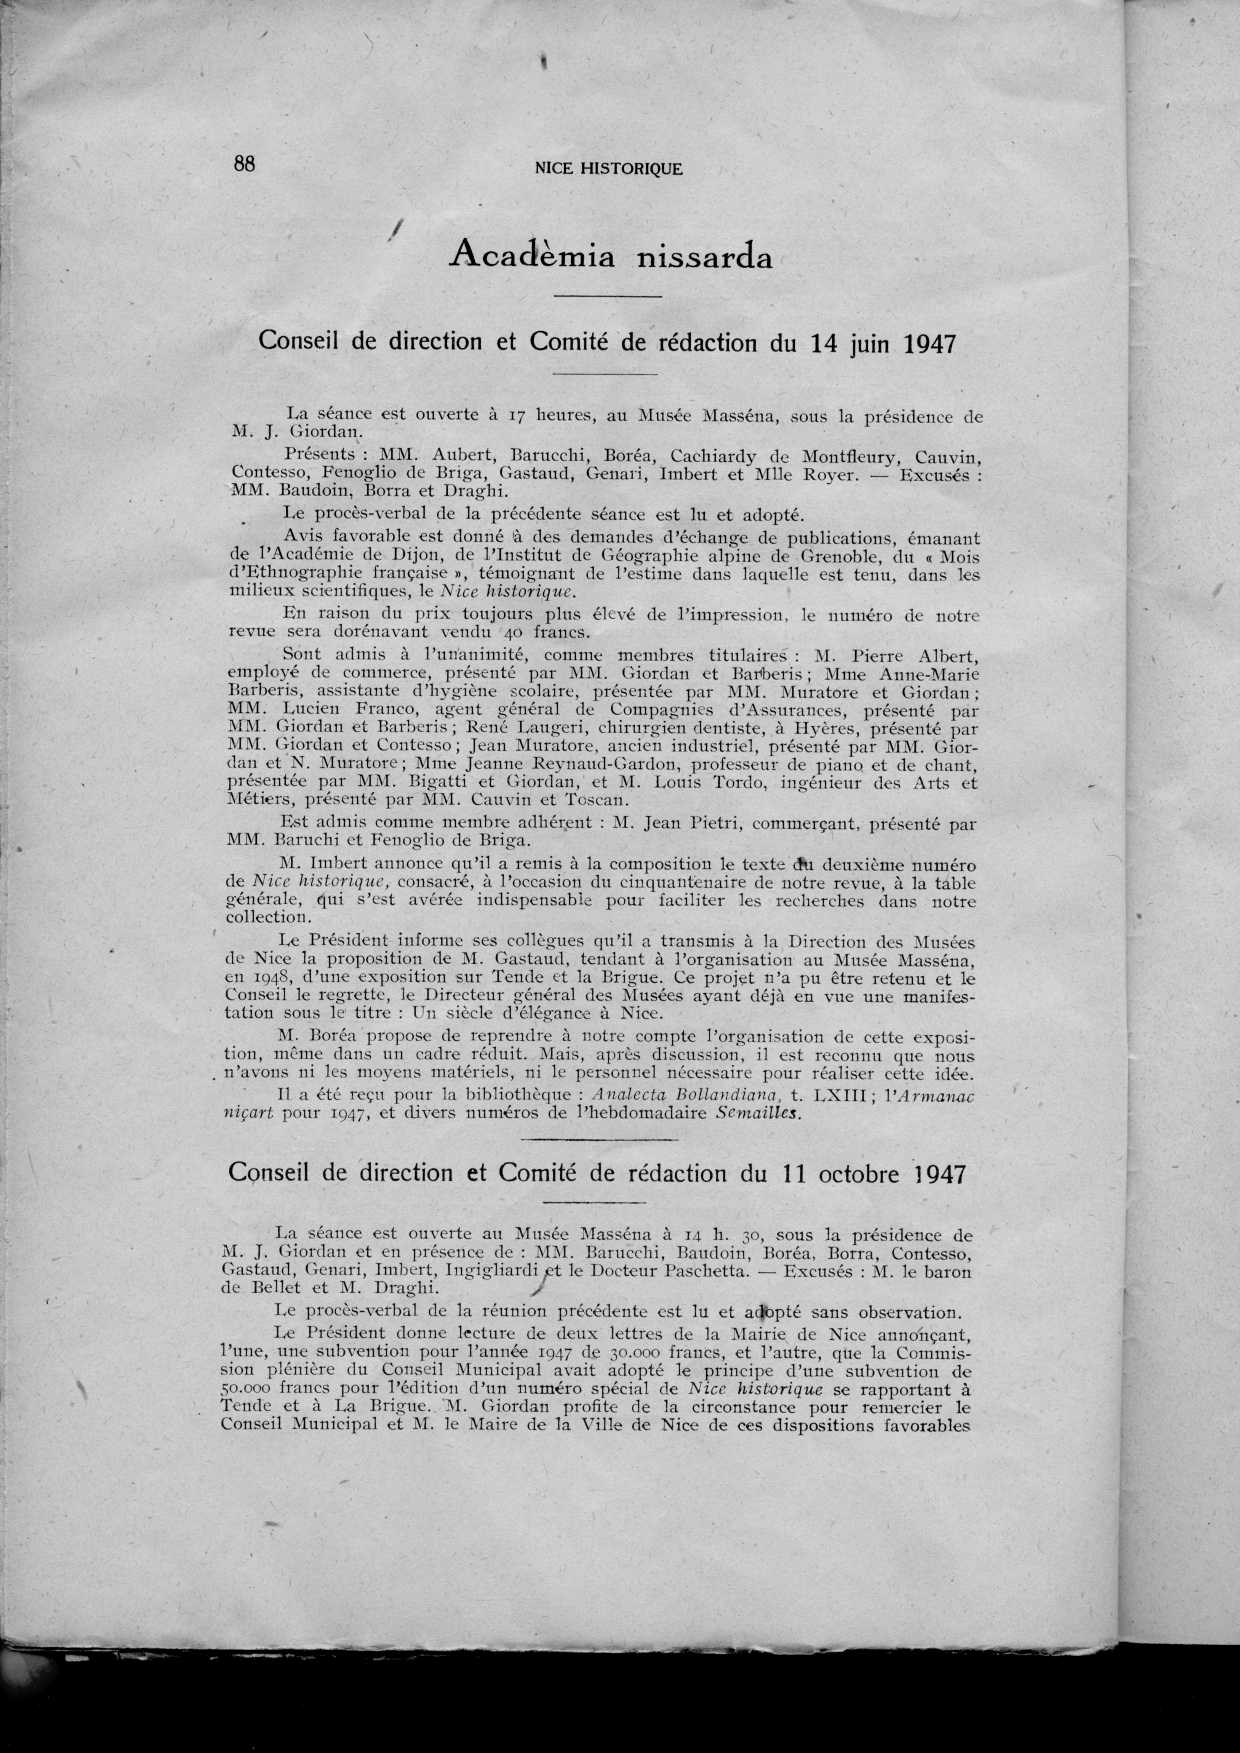 88
NICE HISTORIQUE
Acadèmia nissarda
Conseil de direction et Comité de rédaction du 14 juin 1947
La séance est ouverte à 17 heures, au Musée Masséna, sous la présidence de
M. J. Giordan.
Présents : MM. Aubert, Barucchi, Boréa, Cachiardy de Montfleury, Cauvin,
Contesso, Fenoglio de Briga, Gastaud, Genari, Imbert et Mlle Royer. — Excusés :
MM. Baudoin, Borra et Draghi.
Le procès-verbal de la précédente séance est lu et adopté.
Avis favorable est donné à des demandes d'échange de publications, émanant
de l'Académie de Dijon, de l'Institut de Géographie alpine de Grenoble, du « Mois
d'Ethnographie française », témoignant de l'estime dans laquelle est tenu, dans les
milieux scientifiques, le Nice historique.
En raison du prix toujours plus élevé de l'impression, le numéro de notre
revue sera dorénavant vendu 40 francs.
Sont admis à l'unanimité, comme membres titulaires : M. Pierre Albert,
employé de commerce, présenté par MM. Giordan et Barberis ; Mme Anne-Marie
Barberis, assistante d'hygiène scolaire, présentée par MM. Muratore et Giordan ;
MM. Lucien Franco, agent général de Compagnies d'Assurances, présenté par
MM. Giordan et Barberis ; René Laugeri, chirurgien dentiste, à Hyères, présenté par
MM. Giordan et Contesso ; Jean Muratore, ancien industriel, présenté par MM. Gior-
dan et N. Muratore ; Mme Jeanne Reynaud-Gardon, professeur de piano et de chant,
présentée par MM. Bigatti et Giordan, et M. Louis Tordo, ingénieur des Arts et
Métiers, présenté par MM. Cauvin et Toscan.
Est admis comme membre adhérent : M. Jean Pietri, commerçant, présenté par
MM. Baruchi et Fenoglio de Briga.
M. Imbert annonce qu'il a remis à la composition le texte du deuxième numéro
de Nice historique, consacré, à l'occasion du cinquantenaire de notre revue, à la table
générale, qui s'est avérée indispensable pour faciliter les recherches dans notre
collection.
Le Président informe ses collègues qu'il a transmis à la Direction des Musées
de Nice la proposition de M. Gastaud, tendant à l'organisation au Musée Masséna,
en 1948, d'une exposition sur Tende et la Brigue. Ce projet n'a pu être retenu et le
Conseil le regrette, le Directeur général des Musées ayant déjà en vue une manifes-
tation sous le titre : Un siècle d'élégance à Nice.
M. Boréa propose de reprendre à notre compte l'organisation de cette exposi-
tion, même dans un cadre réduit. Mais, après discussion, il est reconnu que nous
n'avons ni les moyens matériels, ni le personnel nécessaire pour réaliser cette idée.
Il a été reçu pour la bibliothèque : Analecta Bollandiana, t. LXIII ; l'Armanac
niçart pour 1947, et divers numéros de l'hebdomadaire Semailles.
Conseil de direction et Comité de rédaction du 11 octobre 1947
La séance est ouverte au Musée Masséna à 14 h. 30, sous la présidence de
M. J. Giordan et en présence de : MM. Barucchi, Baudoin, Boréa, Borra, Contesso,
Gastaud, Genari, Imbert, Ingigliardi et le Docteur Paschetta. — Excusés : M. le baron
de Bellet et M. Draghi.
Le procès-verbal de la réunion précédente est lu et adopté sans observation.
Le Président donne lecture de deux lettres de la Mairie de Nice annonçant,
l'une, une subvention pour l'année 1947 de 30.000 francs, et l'autre, que la Commis-
sion plénière du Conseil Municipal avait adopté le principe d'une subvention de
50.000 francs pour l'édition d'un numéro spécial de Nice historique se rapportant à
Tende et à La Brigue. M. Giordan profite de la circonstance pour remercier le
Conseil Municipal et M. le Maire de la Ville de Nice de ces dispositions favorables